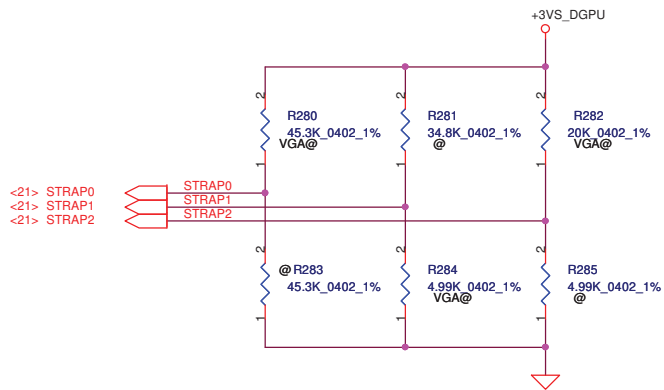 +3VS_DGPU
2 2 2
R280 R281 R282
45.3K_0402_1% 34.8K_0402_1% 20K_0402_1%
VGA@ @ VGA@
1 1 1
<21> STRAP0 STRAP0
<21> STRAP1 STRAP1
<21> STRAP2 STRAP2
2 2 2
@ R283 R284 R285
45.3K_0402_1% 4.99K_0402_1% 4.99K_0402_1%
VGA@ @
1 1 1